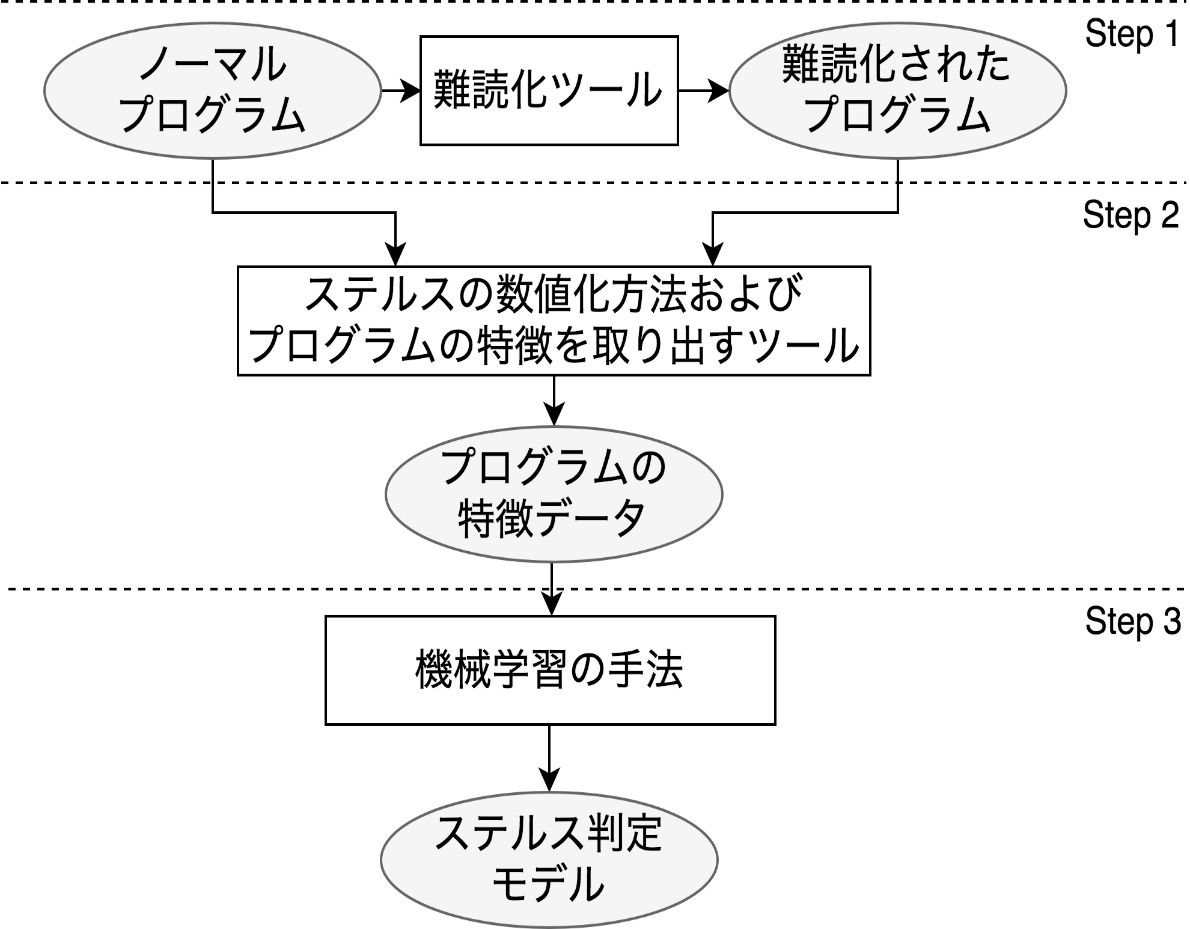 Step 1
ノーマル
プログラム
難読化ツール
難読化された
プログラム
Step 2
ステルスの数値化方法および
プログラムの特徴を取り出すツール
プログラムの
特徴データ
Step 3
機械学習の手法
ステルス判定
モデル